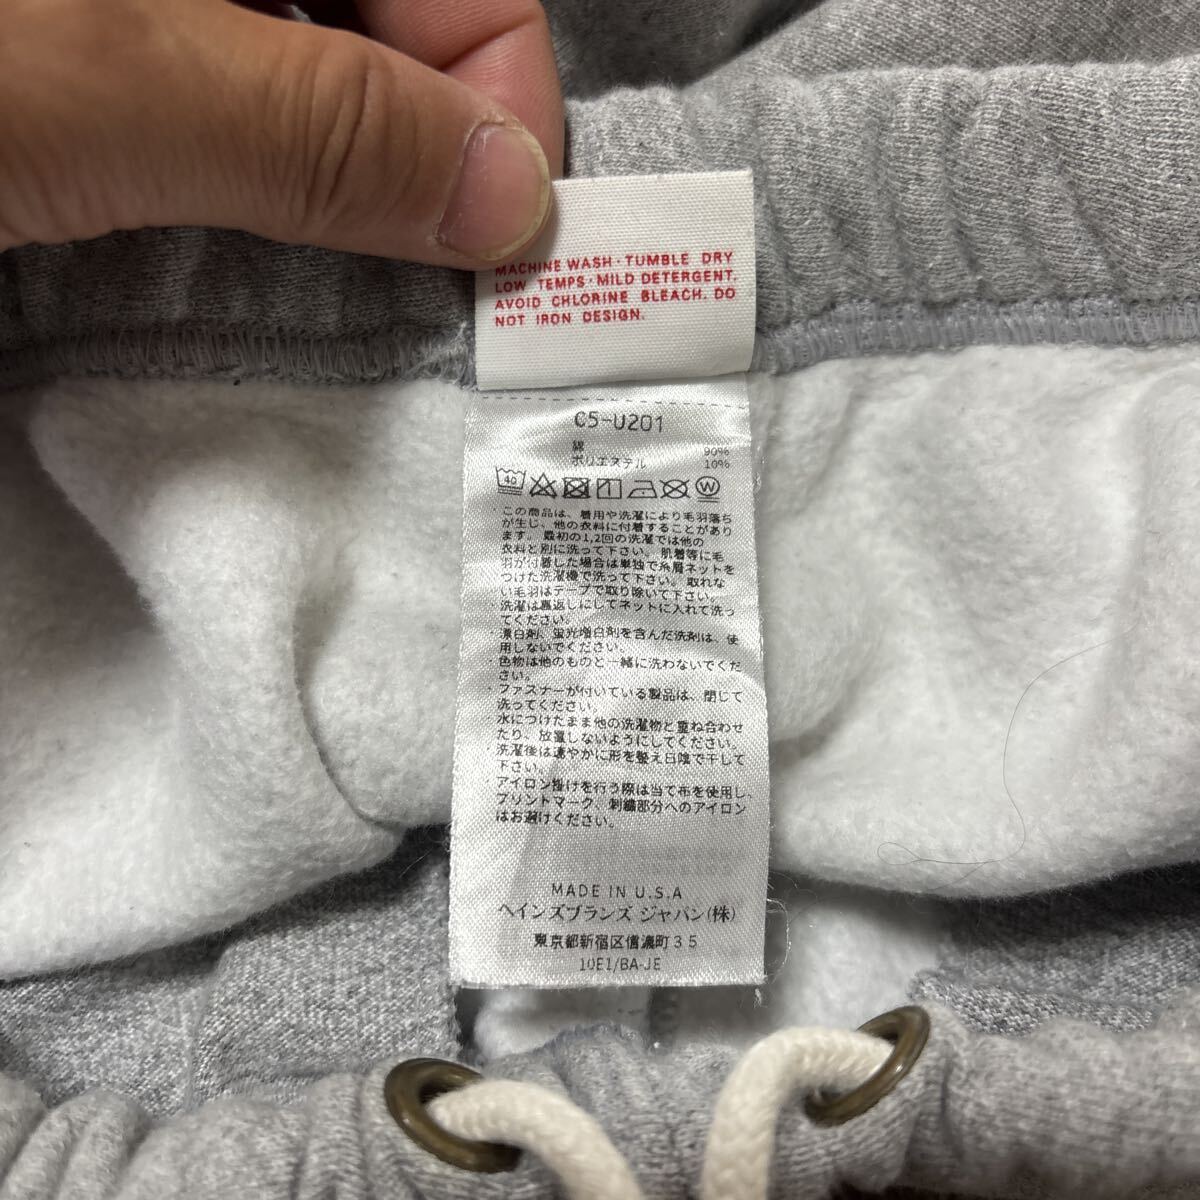 MACHINE WASH · TUMBLE DRY
LOW TEMPS · MILD DETERGENT.
AVOID CHLORINE BLEACH. DO
NOT IRON DESIGN.
C5-U201
綿 90%
ポリエステル 10%
40
W
・この商品は、着用や洗濯により毛羽落ち
が生じ、他の衣料に付着することがあり
ます。最初の1,2回の洗濯では他の
衣料と別に洗って下さい。肌着等に毛
羽が付着した場合は単独で糸屑ネットを
つけた洗濯機で洗って下さい。取れな
い毛羽はテープで取り除いて下さい。
・洗濯は裏返しにしてネットに入れて洗っ
てください。
・漂白剤、蛍光増白剤を含んだ洗剤は、使
用しないでください。
・色物は他のものと一緒に洗わないでくだ
さい。
・ファスナーが付いている製品は、閉じて
洗ってください。
・水につけたまま他の洗濯物と重ね合わせ
たり、放置しないようにしてください。
・洗濯後は速やかに形を整え日陰で干して
下さい。
・アイロン掛けを行う際は当て布を使用し、
プリントマーク、刺繍部分へのアイロン
はお避けください。
MADE IN U.S.A
ヘインズブランズ ジャパン(株)
東京都新宿区信濃町35
10E1/BA-JE